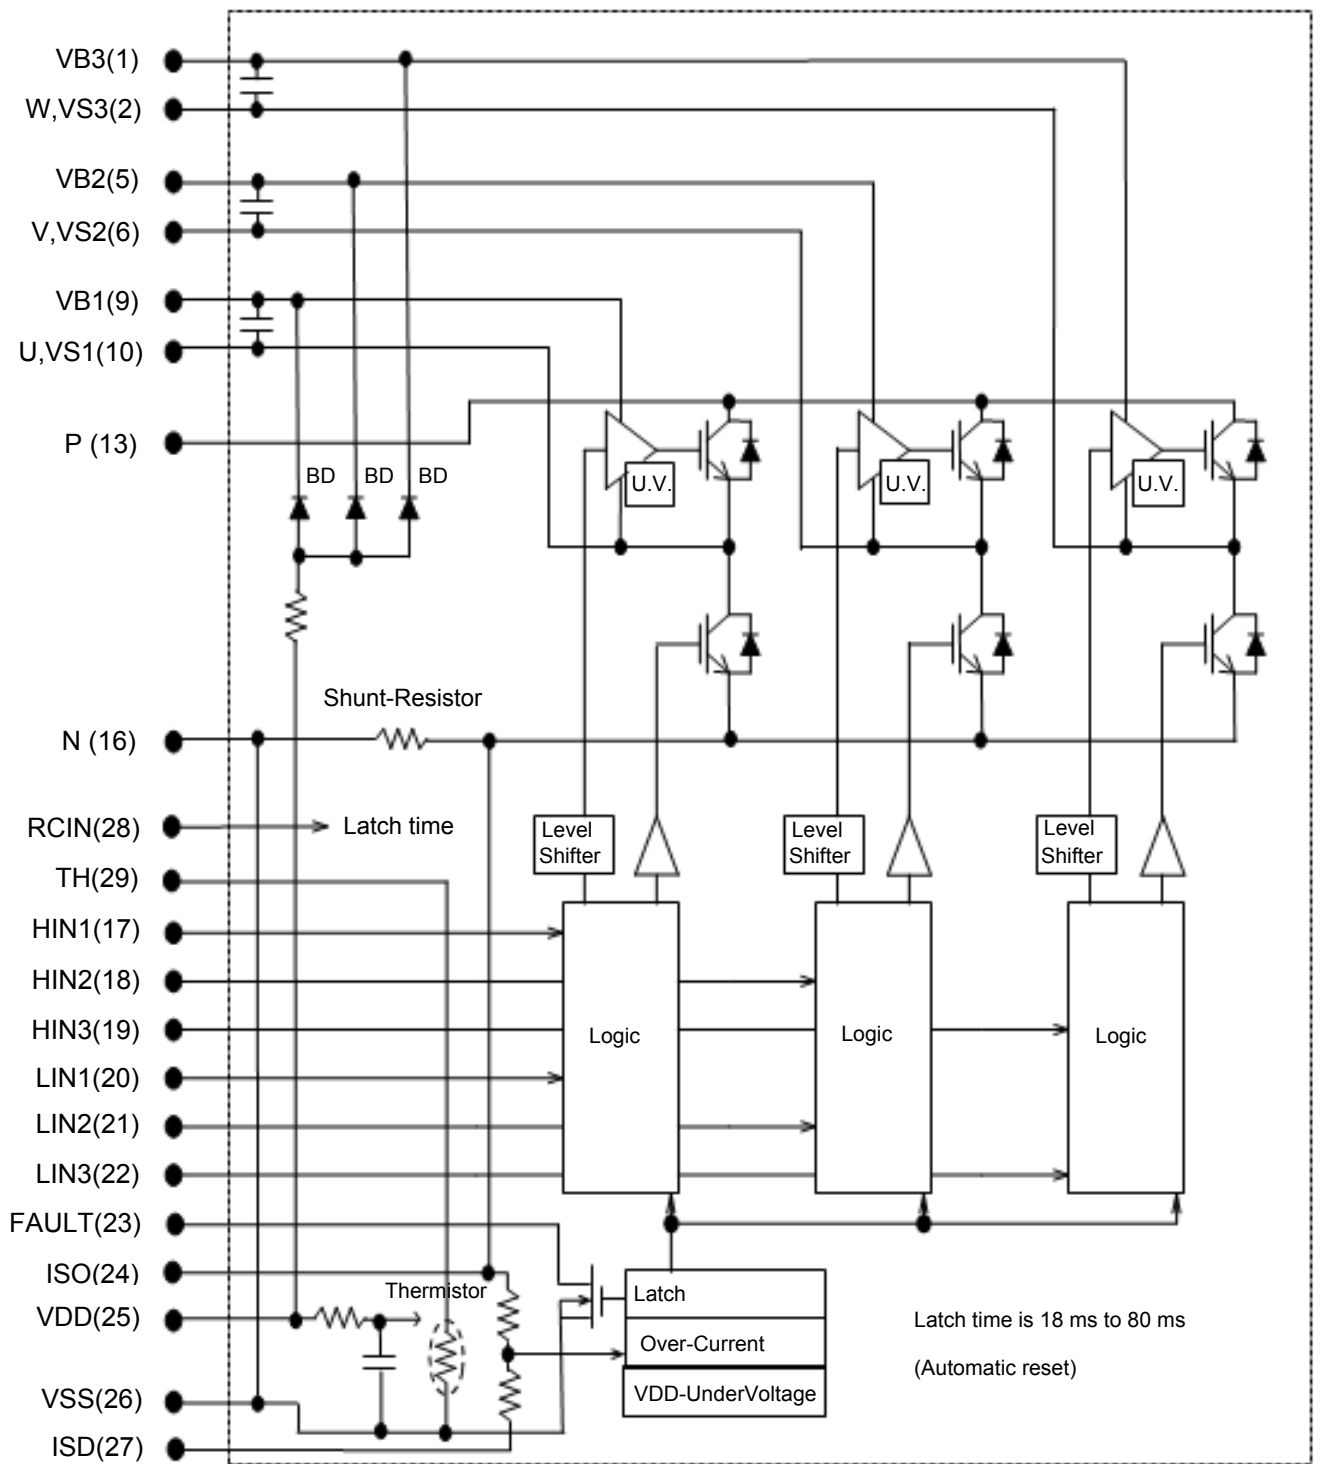 VB3(1)
W,VS3(2)
VB2(5)
V,VS2(6)
VB1(9)
U,VS1(10)
P (13)
BD
BD
BD
U.V.
U.V.
U.V.
Shunt-Resistor
N (16)
RCIN(28)
Latch time
Level
Shifter
Level
Shifter
Level
Shifter
TH(29)
HIN1(17)
HIN2(18)
HIN3(19)
Logic
Logic
Logic
LIN1(20)
LIN2(21)
LIN3(22)
FAULT(23)
ISO(24)
Thermistor
Latch
VDD(25)
Latch time is 18 ms to 80 ms
Over-Current
(Automatic reset)
VDD-UnderVoltage
VSS(26)
ISD(27)